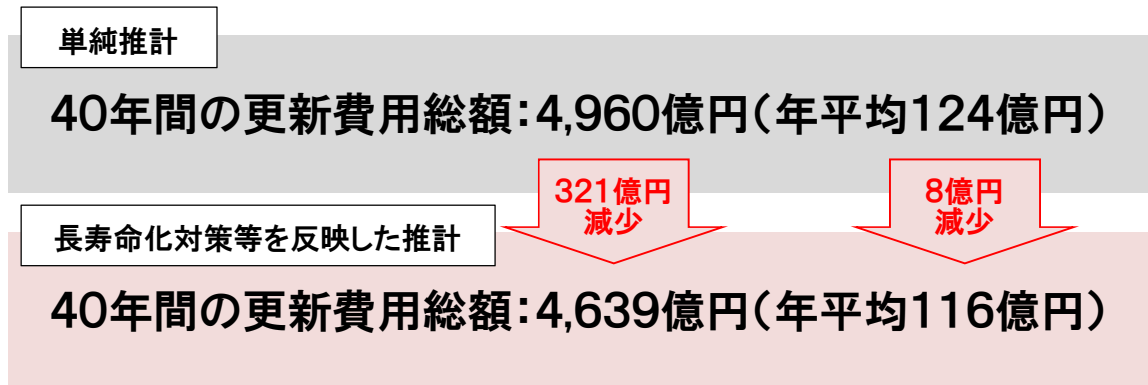 単純推計
40年間の更新費用総額：4,960億円（年平均124億円）
321億円
減少
8億円
減少
長寿命化対策等を反映した推計
40年間の更新費用総額：4,639億円（年平均116億円）